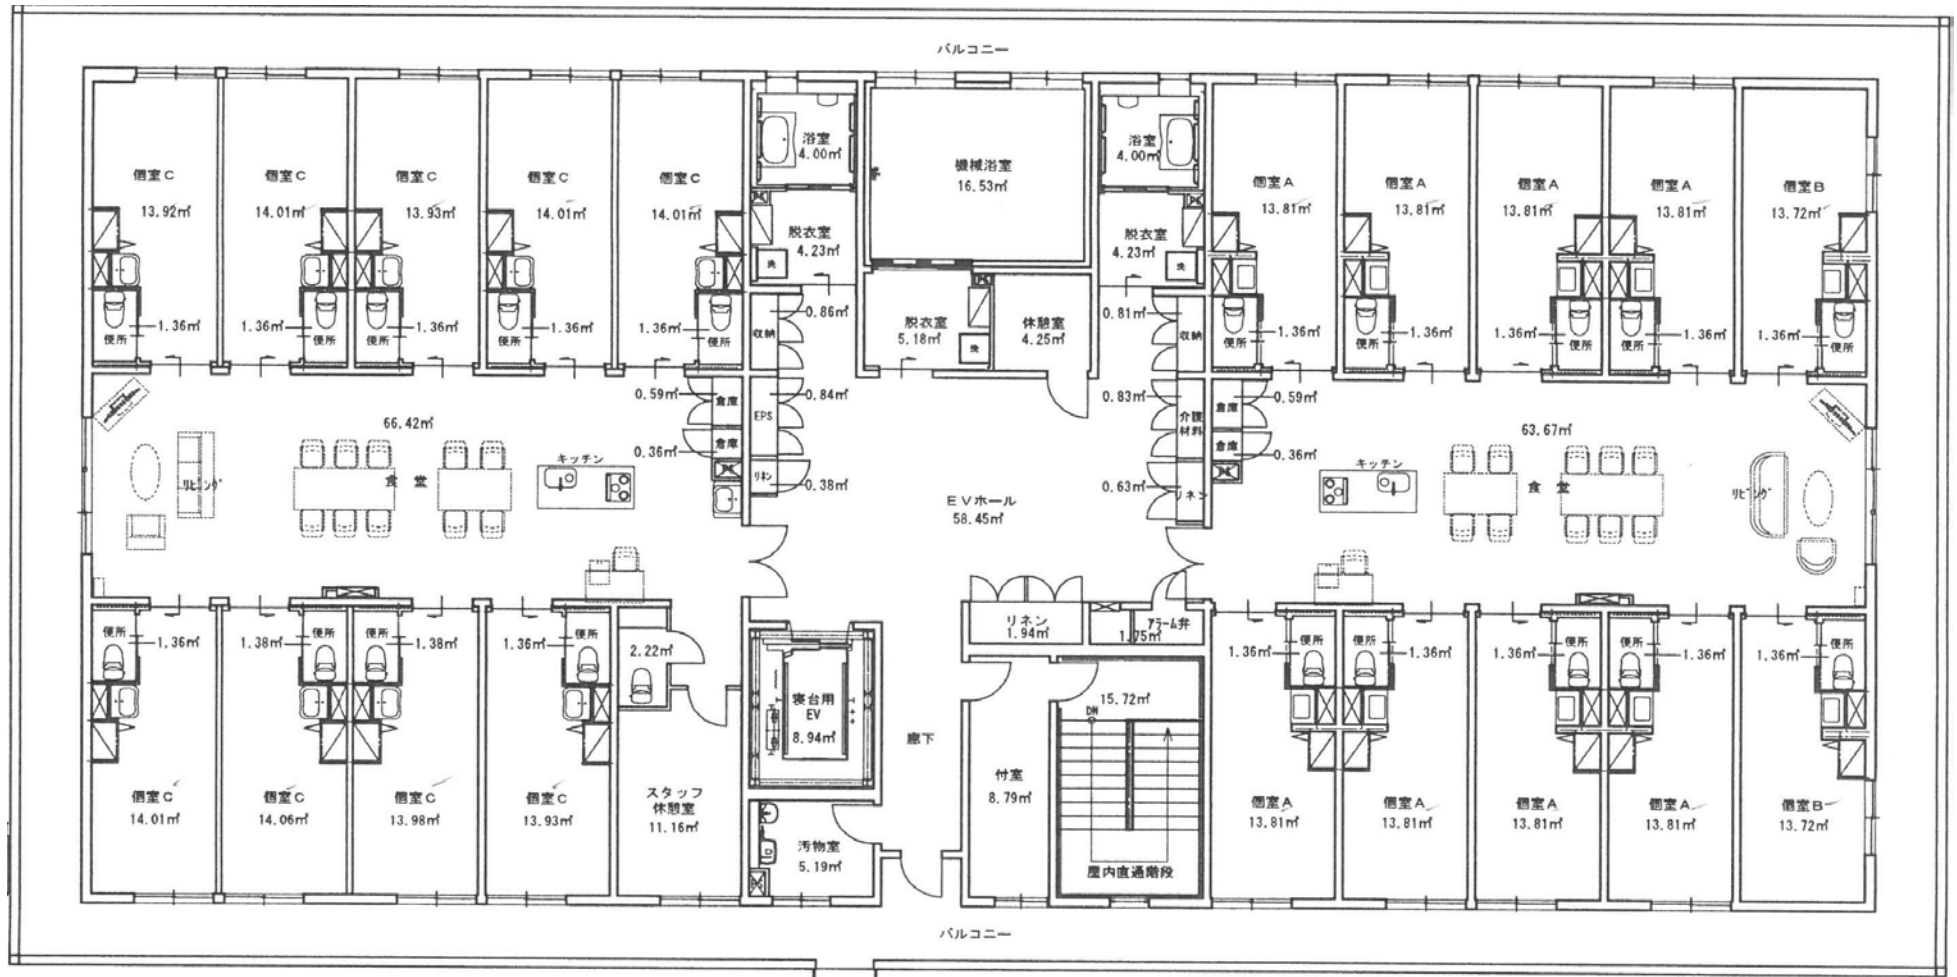 バルコニー
個室C
13.92㎡
個室C
14.01㎡
個室C
13.93㎡
個室C
14.01㎡
個室C
14.01㎡
浴室
4.00㎡
機械浴室
16.53㎡
浴室
4.00㎡
個室A
13.81㎡
個室A
13.81㎡
個室A
13.81㎡
個室A
13.81㎡
個室B
13.72㎡
脱衣室
4.23㎡
洗
脱衣室
4.23㎡
洗
1.36㎡
便所
1.36㎡
便所
1.36㎡
便所
1.36㎡
便所
1.36㎡
便所
0.86㎡
収納
脱衣室
5.18㎡
洗
休憩室
4.25㎡
0.81㎡
収納
1.36㎡
便所
1.36㎡
便所
1.36㎡
便所
1.36㎡
便所
1.36㎡
便所
0.59㎡
倉庫
0.84㎡
EPS
0.83㎡
介護
材料
倉庫
0.59㎡
66.42㎡
63.67㎡
0.36㎡
倉庫
倉庫
0.36㎡
キッチン
キッチン
リネン
0.38㎡
0.63㎡
リネン
リビング
食堂
EVホール
58.45㎡
食堂
リビング
便所
1.36㎡
1.38㎡
便所
便所
1.38㎡
1.36㎡
便所
2.22㎡
リネン
1.94㎡
アラーム弁
1.75㎡
1.36㎡
便所
便所
1.36㎡
1.36㎡
便所
便所
1.36㎡
1.36㎡
便所
寝台用
EV
8.94㎡
廊下
15.72㎡
DN
付室
8.79㎡
個室C
14.01㎡
個室C
14.06㎡
個室C
13.98㎡
個室C
13.93㎡
スタッフ
休憩室
11.16㎡
個室A
13.81㎡
個室A
13.81㎡
個室A
13.81㎡
個室A
13.81㎡
個室B
13.72㎡
汚物室
5.19㎡
屋内直通階段
バルコニー